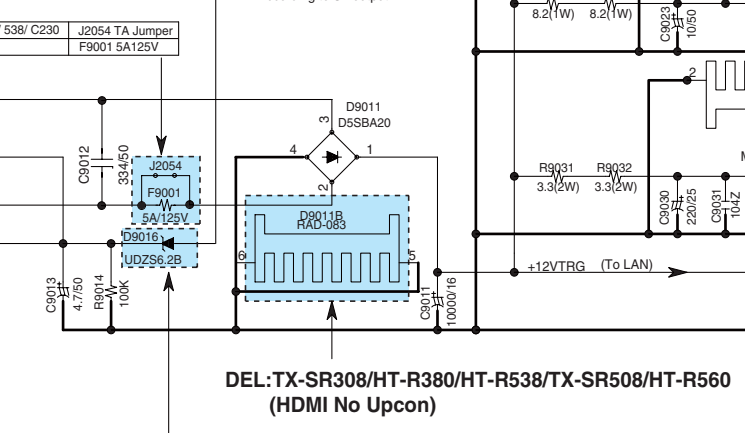 / 538/ C230 J2054 TA Jumper
F9001 5A125V
8.2(1W) 8.2(1W)
C9023
10/50
D9011
D5SBA20
3
4
1
2
2
C9012
334/50
J2054
F9001
5A/125V
D9016
UDZS6.2B
D9011B
RAD-083
6
5
R9031 R9032
3.3(2W) 3.3(2W)
C9030
220/25
C9031
104Z
C9013
4.7/50
R9014
100K
C9011
10000/16
+12VTRG (To LAN)
DEL:TX-SR308/HT-R380/HT-R538/TX-SR508/HT-R560
(HDMI No Upcon)